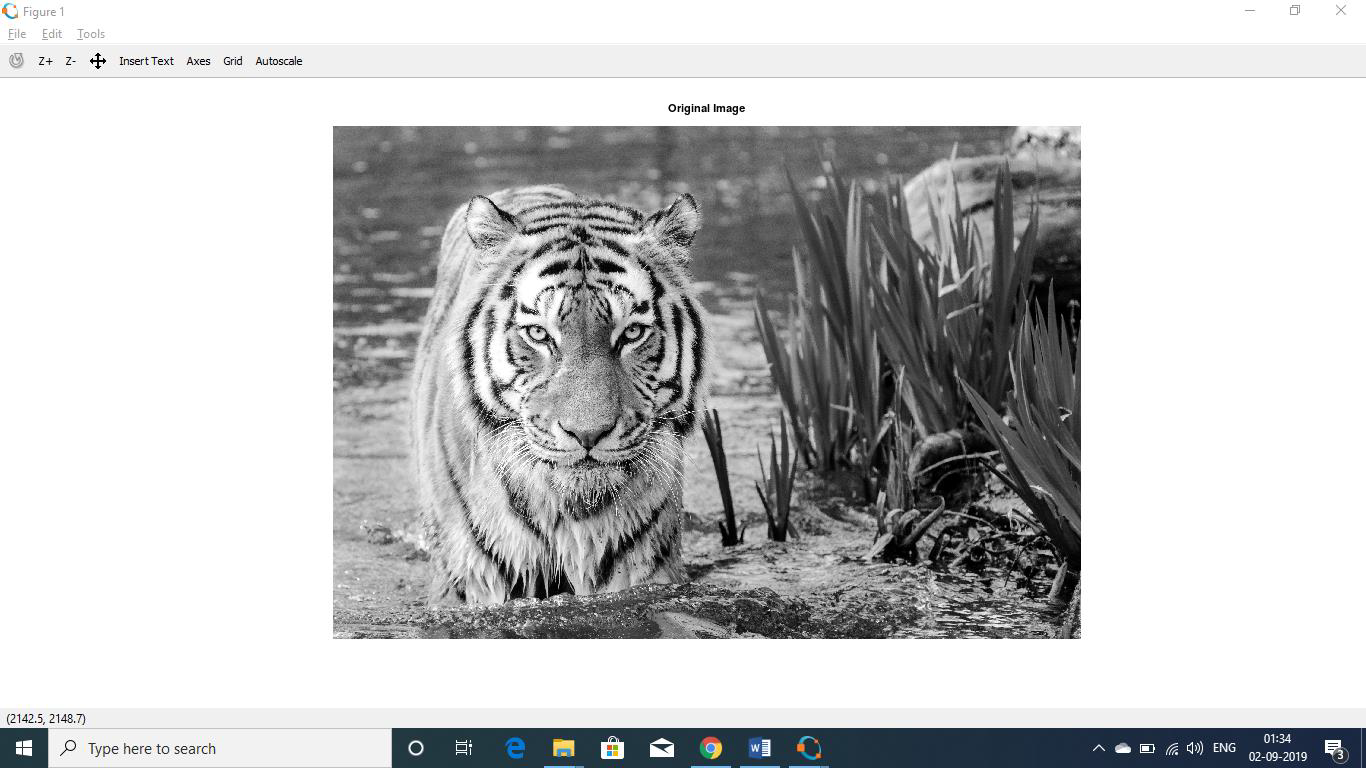 Figure 1
File Edit Tools
Z+ Z- Insert Text Axes Grid Autoscale
Original Image
(2142.5, 2148.7)
Type here to search
ENG
01:34
02-09-2019
3